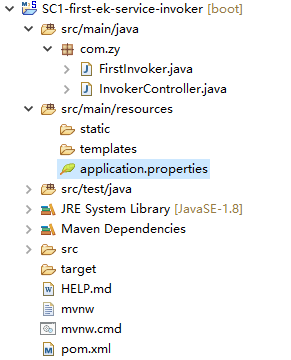 SC1-first-ek-service-invoker [boot]
src/main/java
com.zy
FirstInvoker.java
InvokerController.java
src/main/resources
static
templates
application.properties
src/test/java
JRE System Library [JavaSE-1.8]
Maven Dependencies
src
target
HELP.md
mvnw
mvnw.cmd
pom.xml